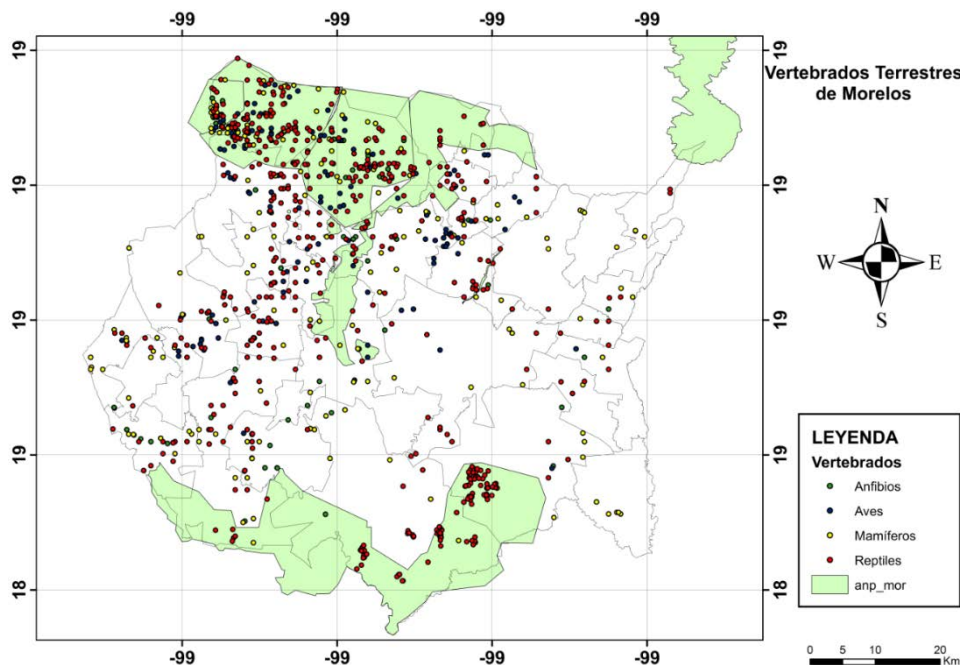 -99 -99 -99 -99
19
19
19
19
18
19
19
19
19
18
-99 -99 -99 -99
Vertebrados Terrestres
de Morelos
N
W E
S
LEYENDA
Vertebrados
Anfibios
Aves
Mamíferos
Reptiles
anp_mor
0 5 10 20
Km